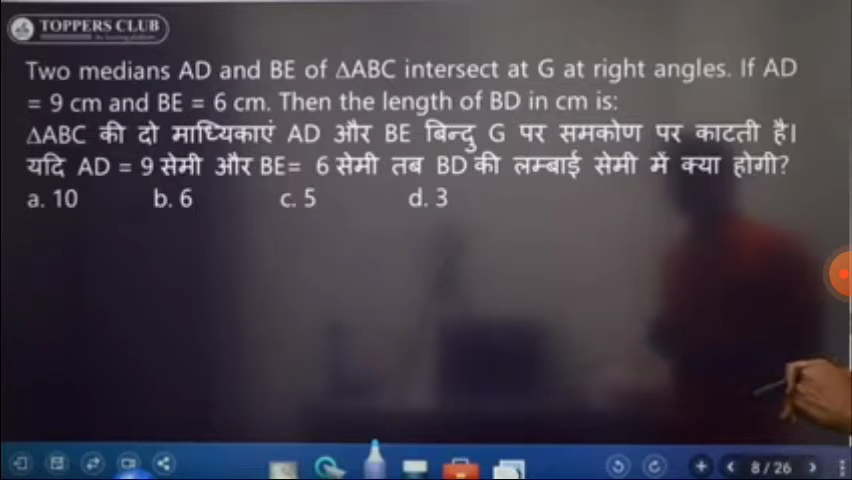 TOPPERS CLUB
Two medians AD and BE of ΔABC intersect at G at right angles. If AD
= 9 cm and BE = 6 cm. Then the length of BD in cm is:
ΔABC की दो माध्यिकाएं AD और BE बिन्दु G पर समकोण पर काटती है।
यदि AD = 9 सेमी और BE= 6 सेमी तब BD की लम्बाई सेमी में क्या होगी?
a. 10 b. 6 c. 5 d. 3
8 / 26